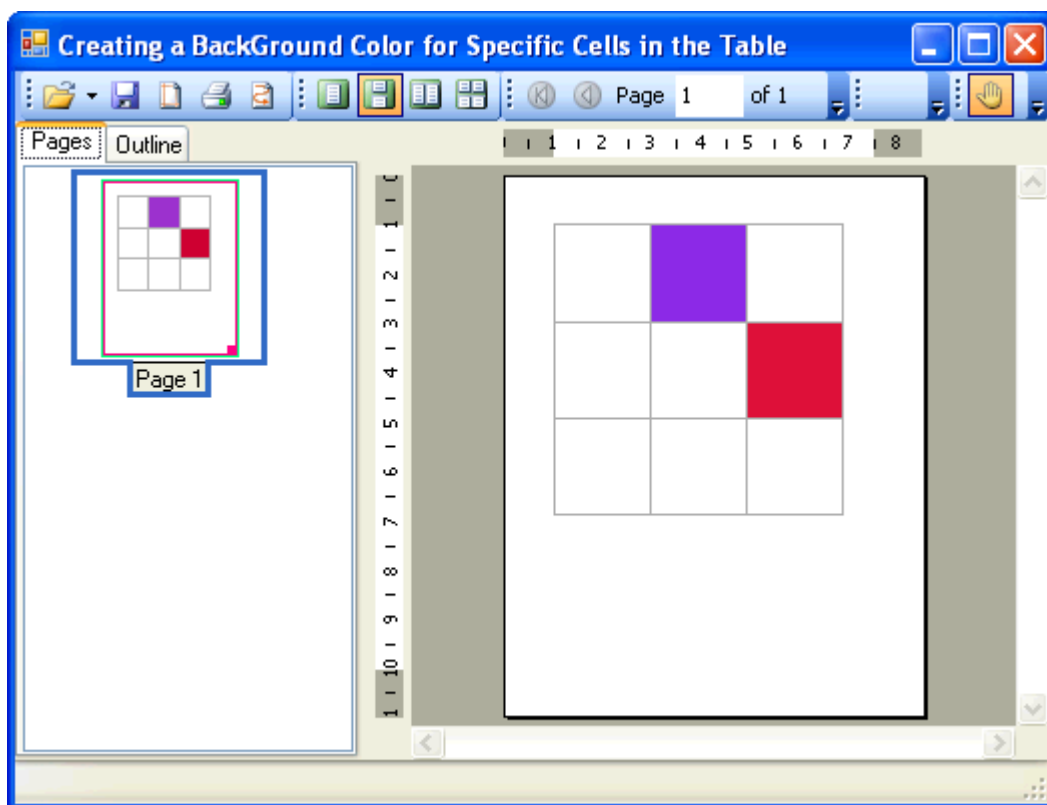 Creating a BackGround Color for Specific Cells in the Table
Page 1 of 1
Pages Outline
1 2 3 4 5 6 7 8
Page 1
0
1
2
3
4
5
6
7
8
9
10
1